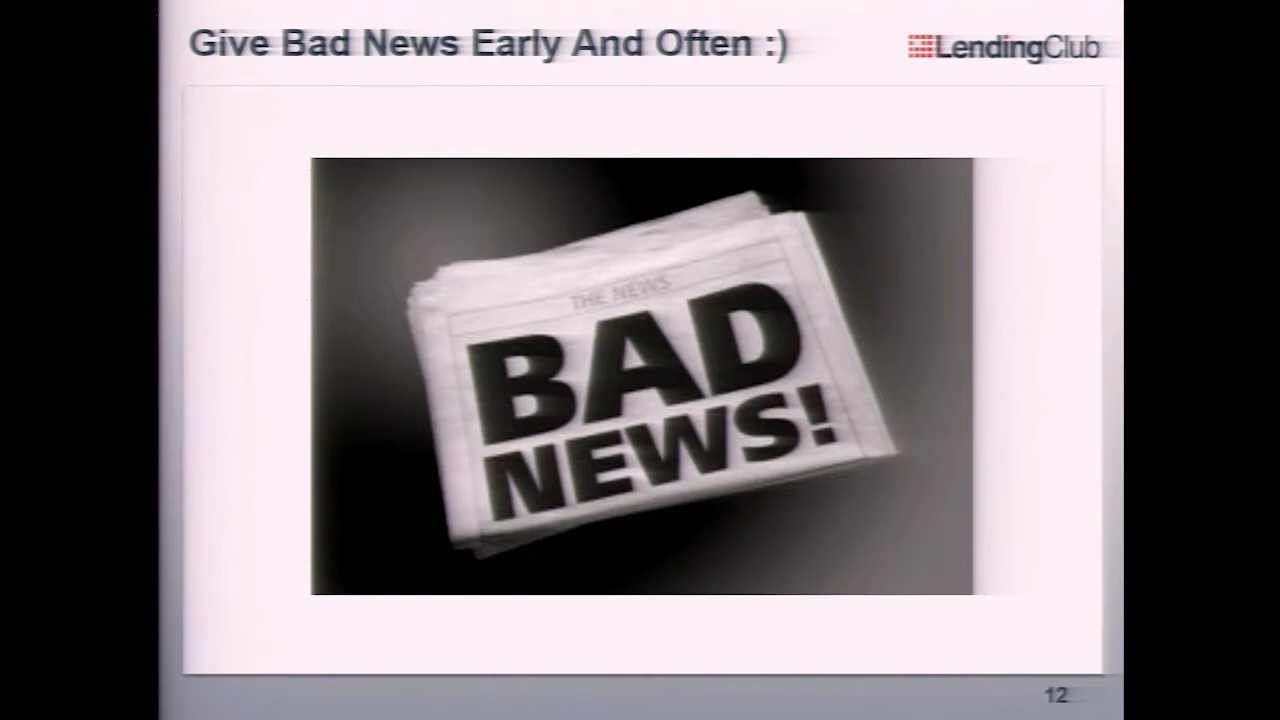 Give Bad News Early And Often :)
LendingClub
THE NEWS
BAD
NEWS!
12